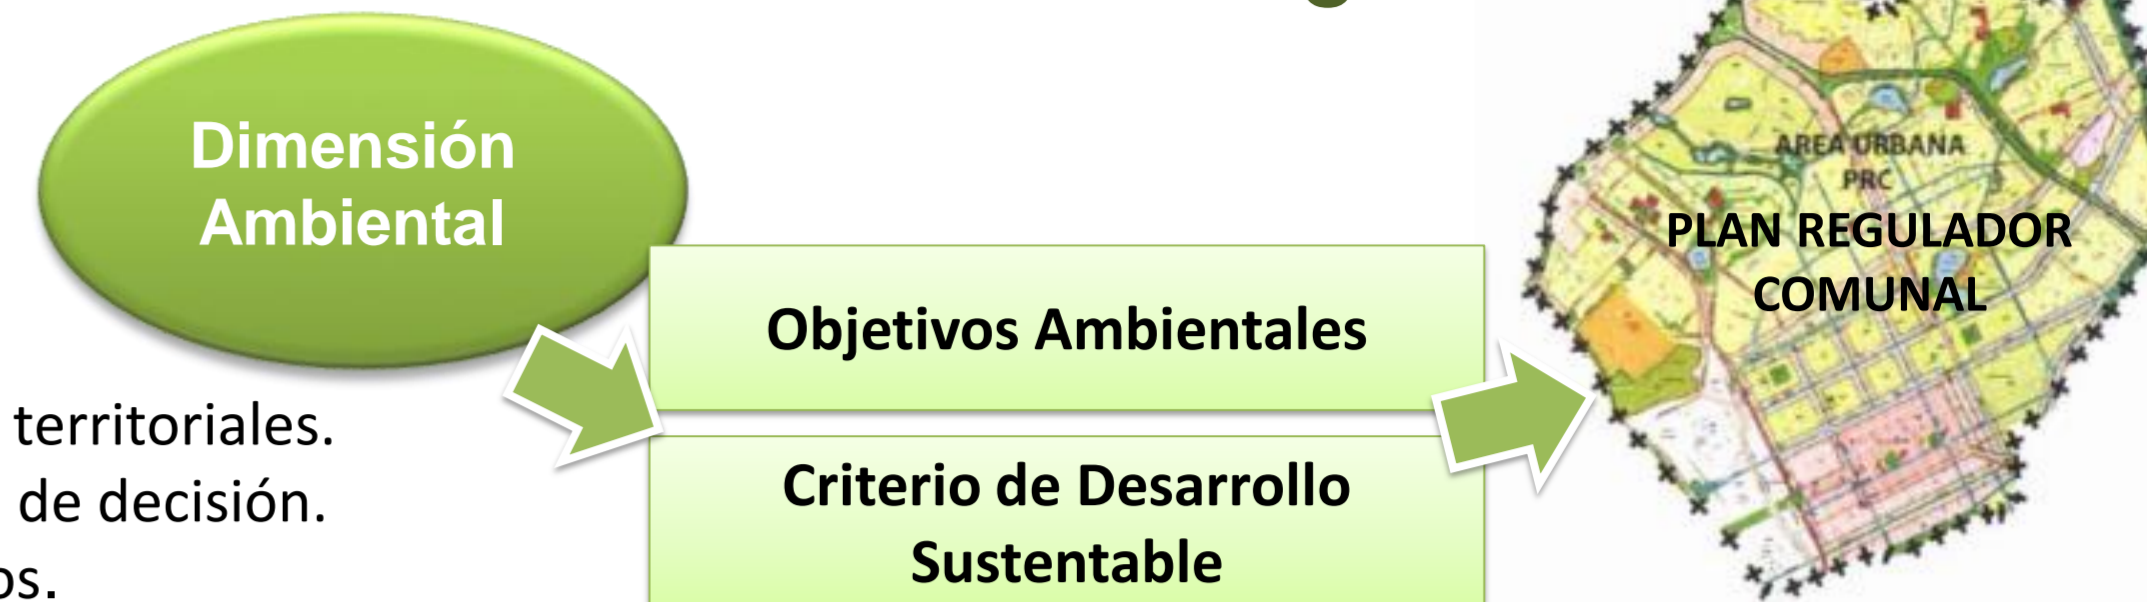 Dimensión
Ambiental
AREA URBANA
PRC
PLAN REGULADOR
COMUNAL
Objetivos Ambientales
territoriales.
de decisión.
os.
Criterio de Desarrollo
Sustentable